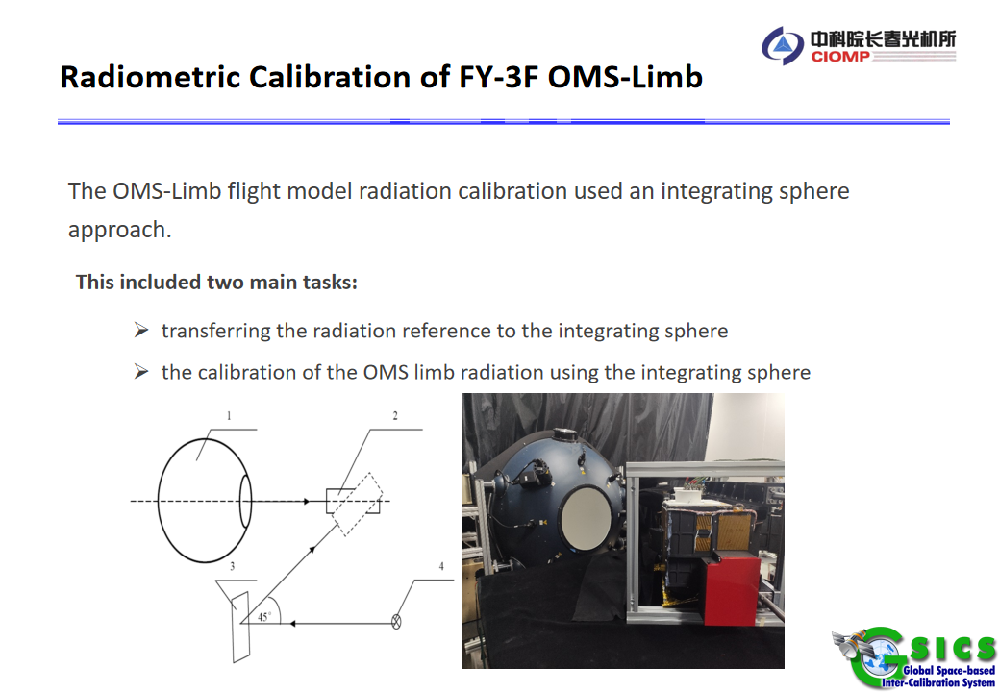 中科院长春光机所
CIOMP
Radiometric Calibration of FY-3F OMS-Limb
The OMS-Limb flight model radiation calibration used an integrating sphere
approach.
This included two main tasks:
transferring the radiation reference to the integrating sphere
the calibration of the OMS limb radiation using the integrating sphere
1
2
3
4
45°
GSICS
Global Space-based
Inter-Calibration System